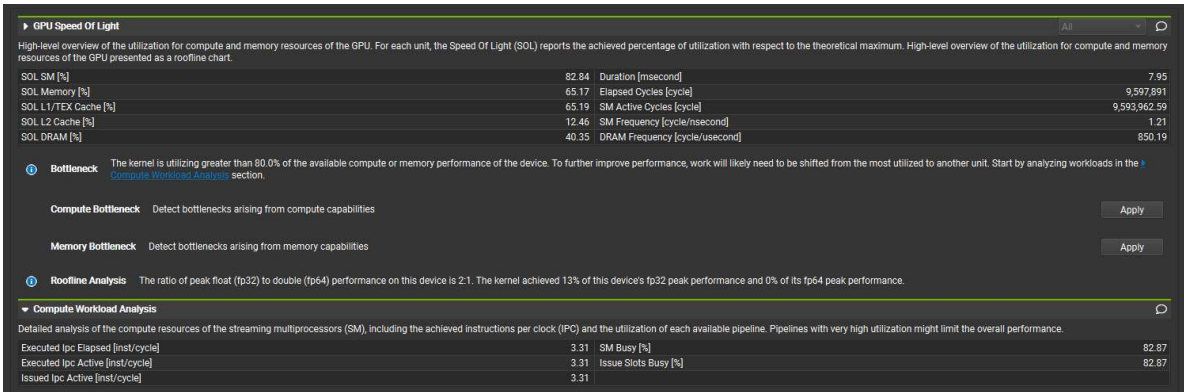 GPU Speed Of Light
All
High-level overview of the utilization for compute and memory resources of the GPU. For each unit, the Speed Of Light (SOL) reports the achieved percentage of utilization with respect to the theoretical maximum. High-level overview of the utilization for compute and memory
resources of the GPU presented as a roofline chart.
SOL SM [%] 82.84 Duration [msecond] 7.95
SOL Memory [%] 65.17 Elapsed Cycles [cycle] 9,597,891
SOL L1/TEX Cache [%] 65.19 SM Active Cycles [cycle] 9,593,962.59
SOL L2 Cache [%] 12.46 SM Frequency [cycle/nsecond] 1.21
SOL DRAM [%] 40.35 DRAM Frequency [cycle/usecond] 850.19
Bottleneck The kernel is utilizing greater than 80.0% of the available compute or memory performance of the device. To further improve performance, work will likely need to be shifted from the most utilized to another unit. Start by analyzing workloads in the
Compute Workload Analysis section.
Compute Bottleneck Detect bottlenecks arising from compute capabilities Apply
Memory Bottleneck Detect bottlenecks arising from memory capabilities Apply
Roofline Analysis The ratio of peak float (fp32) to double (fp64) performance on this device is 2:1. The kernel achieved 13% of this device's fp32 peak performance and 0% of its fp64 peak performance.
Compute Workload Analysis
Detailed analysis of the compute resources of the streaming multiprocessors (SM), including the achieved instructions per clock (IPC) and the utilization of each available pipeline. Pipelines with very high utilization might limit the overall performance.
Executed Ipc Elapsed [inst/cycle] 3.31 SM Busy [%] 82.87
Executed Ipc Active [inst/cycle] 3.31 Issue Slots Busy [%] 82.87
Issued Ipc Active [inst/cycle] 3.31